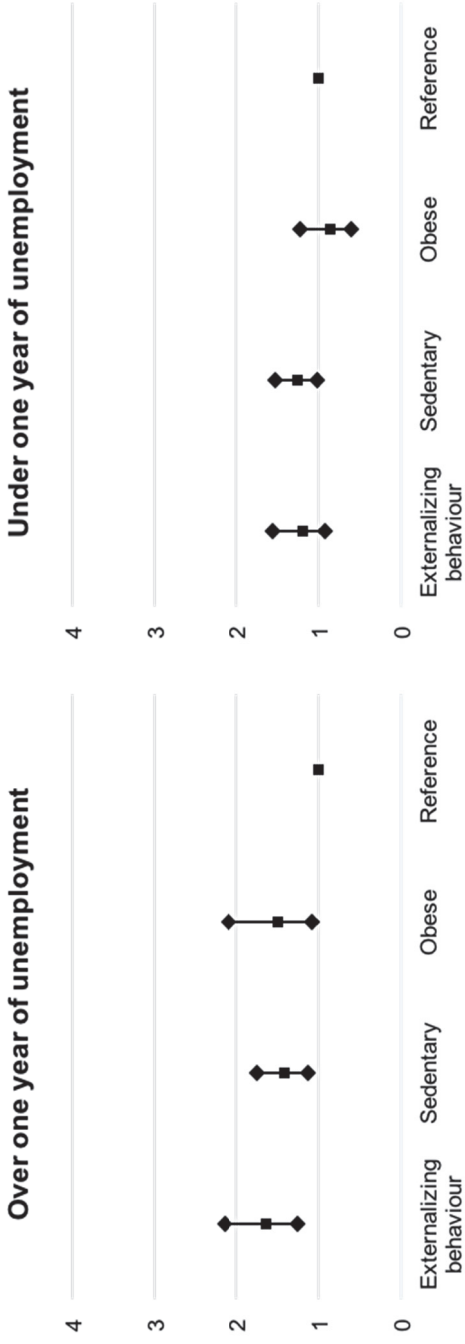 Over one year of unemployment
4
3
2
1
0
Externalizing
behaviour
Sedentary
Obese
Reference
Under one year of unemployment
4
3
2
1
0
Externalizing
behaviour
Sedentary
Obese
Reference